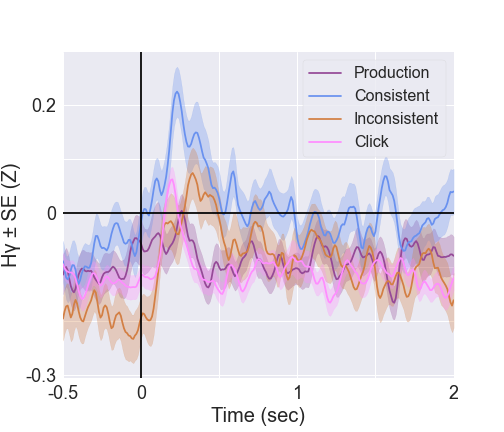 Production
Consistent
Inconsistent
Click
Hγ ± SE (Z)
0.2
0
-0.3
-0.5
0
1
2
Time (sec)